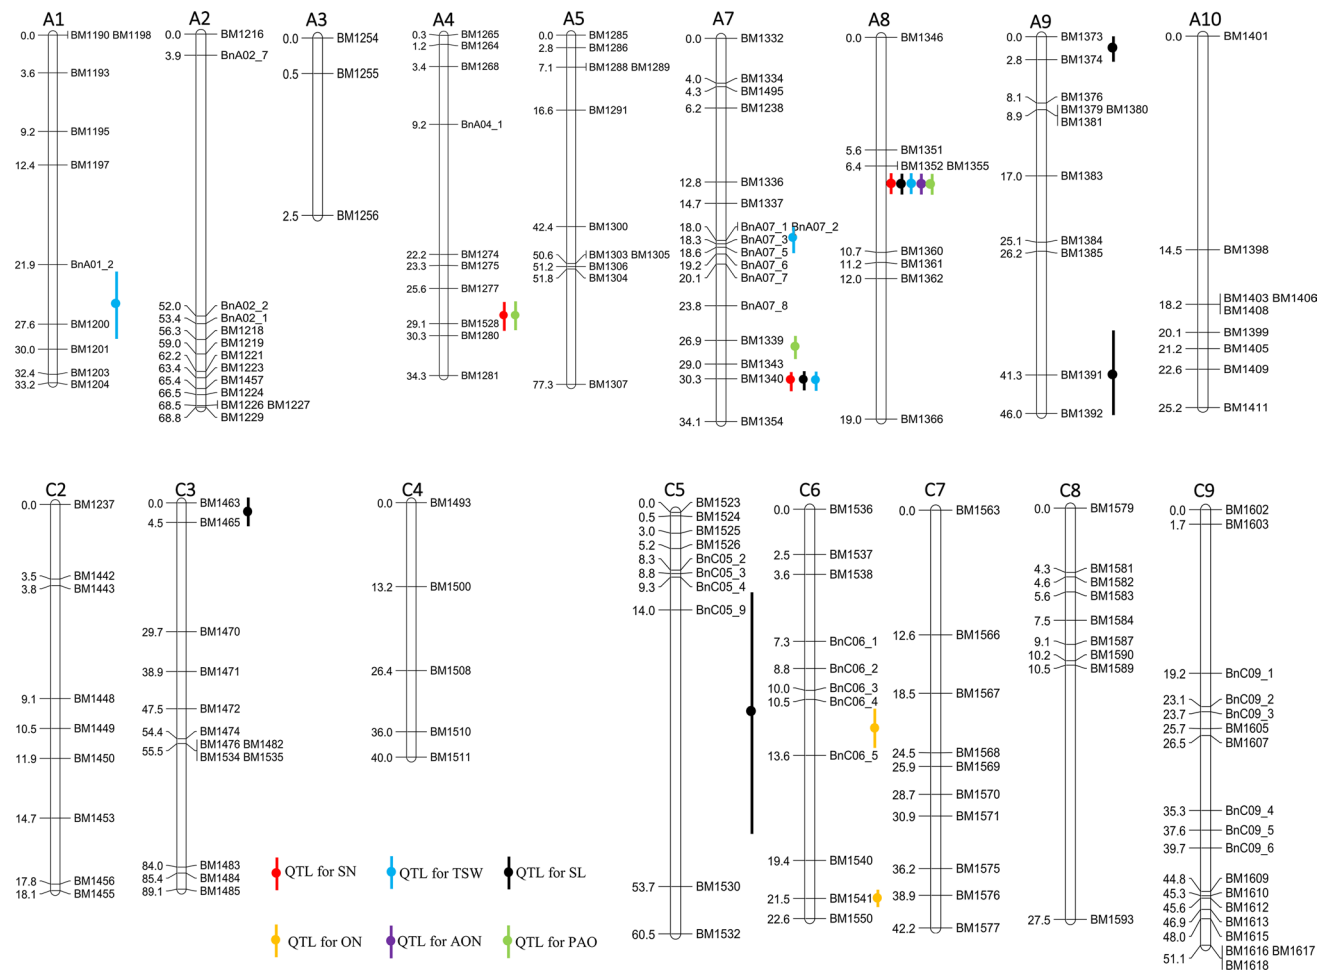 A1
0.0 BM1190 BM1198
3.6 BM1193
9.2 BM1195
12.4 BM1197
21.9 BnA01_2
27.6 BM1200
30.0 BM1201
32.4 BM1203
33.2 BM1204
A2
0.0 BM1216
3.9 BnA02_7
52.0 BnA02_2
53.4 BnA02_1
56.3 BM1218
59.0 BM1219
62.2 BM1221
63.4 BM1223
65.4 BM1457
66.5 BM1224
68.5 BM1226 BM1227
68.8 BM1229
A3
0.0 BM1254
0.5 BM1255
2.5 BM1256
A4
0.3 BM1265
1.2 BM1264
3.4 BM1268
9.2 BnA04_1
22.2 BM1274
23.3 BM1275
25.6 BM1277
29.1 BM1528
30.3 BM1280
34.3 BM1281
A5
0.0 BM1285
2.8 BM1286
7.1 BM1288 BM1289
16.6 BM1291
42.4 BM1300
50.6 BM1303 BM1305
51.2 BM1306
51.8 BM1304
77.3 BM1307
A7
0.0 BM1332
4.0 BM1334
4.3 BM1495
6.2 BM1238
12.8 BM1336
14.7 BM1337
18.0 BnA07_1 BnA07_2
18.3 BnA07_3
18.6 BnA07_5
19.2 BnA07_6
20.1 BnA07_7
23.8 BnA07_8
26.9 BM1339
29.0 BM1343
30.3 BM1340
34.1 BM1354
A8
0.0 BM1346
5.6 BM1351
6.4 BM1352 BM1355
10.7 BM1360
11.2 BM1361
12.0 BM1362
19.0 BM1366
A9
0.0 BM1373
2.8 BM1374
8.1 BM1376
8.9 BM1379 BM1380
BM1381
17.0 BM1383
25.1 BM1384
26.2 BM1385
41.3 BM1391
46.0 BM1392
A10
0.0 BM1401
14.5 BM1398
18.2 BM1403 BM1406
BM1408
20.1 BM1399
21.2 BM1405
22.6 BM1409
25.2 BM1411
C2
0.0 BM1237
3.5 BM1442
3.8 BM1443
9.1 BM1448
10.5 BM1449
11.9 BM1450
14.7 BM1453
17.8 BM1456
18.1 BM1455
C3
0.0 BM1463
4.5 BM1465
29.7 BM1470
38.9 BM1471
47.5 BM1472
54.4 BM1474
55.5 BM1476 BM1482
BM1534 BM1535
84.0 BM1483
85.4 BM1484
89.1 BM1485
C4
0.0 BM1493
13.2 BM1500
26.4 BM1508
36.0 BM1510
40.0 BM1511
C5
0.0 BM1523
0.5 BM1524
3.0 BM1525
5.2 BM1526
8.3 BnC05_2
8.8 BnC05_3
9.3 BnC05_4
14.0 BnC05_9
53.7 BM1530
60.5 BM1532
C6
0.0 BM1536
2.5 BM1537
3.6 BM1538
7.3 BnC06_1
8.8 BnC06_2
10.0 BnC06_3
10.5 BnC06_4
13.6 BnC06_5
19.4 BM1540
21.5 BM1541
22.6 BM1550
C7
0.0 BM1563
12.6 BM1566
18.5 BM1567
24.5 BM1568
25.9 BM1569
28.7 BM1570
30.9 BM1571
36.2 BM1575
38.9 BM1576
42.2 BM1577
C8
0.0 BM1579
4.3 BM1581
4.6 BM1582
5.6 BM1583
7.5 BM1584
9.1 BM1587
10.2 BM1590
10.5 BM1589
27.5 BM1593
C9
0.0 BM1602
1.7 BM1603
19.2 BnC09_1
23.1 BnC09_2
23.7 BnC09_3
25.7 BM1605
26.5 BM1607
35.3 BnC09_4
37.6 BnC09_5
39.7 BnC09_6
44.8 BM1609
45.3 BM1610
45.6 BM1612
46.9 BM1613
48.0 BM1615
51.1 BM1616 BM1617
BM1618
QTL for SN
QTL for TSW
QTL for SL
QTL for ON
QTL for AON
QTL for PAO